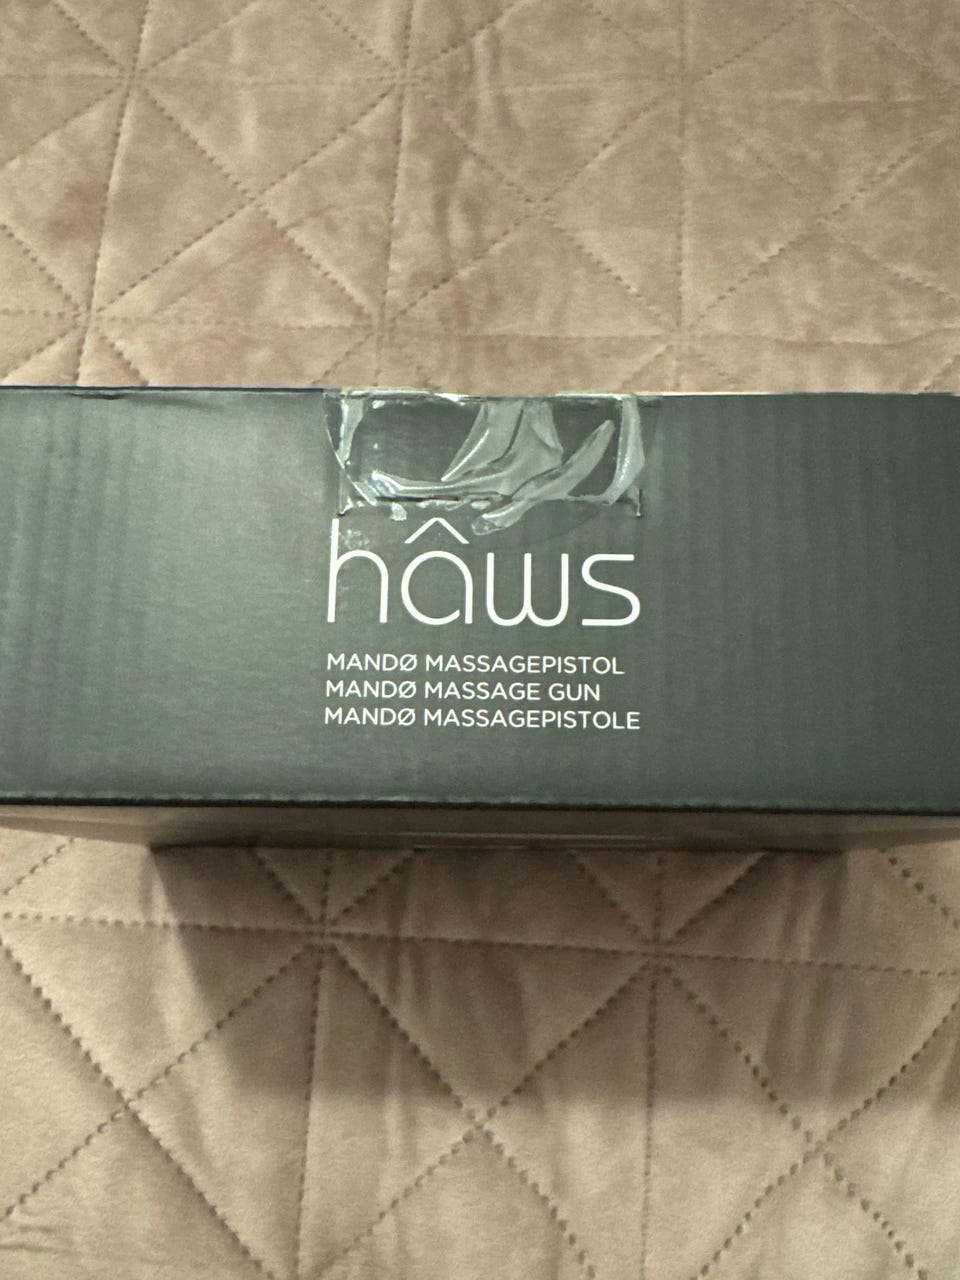 hâws
MANDØ MASSAGEPISTOL
MANDØ MASSAGE GUN
MANDØ MASSAGEPISTOLE